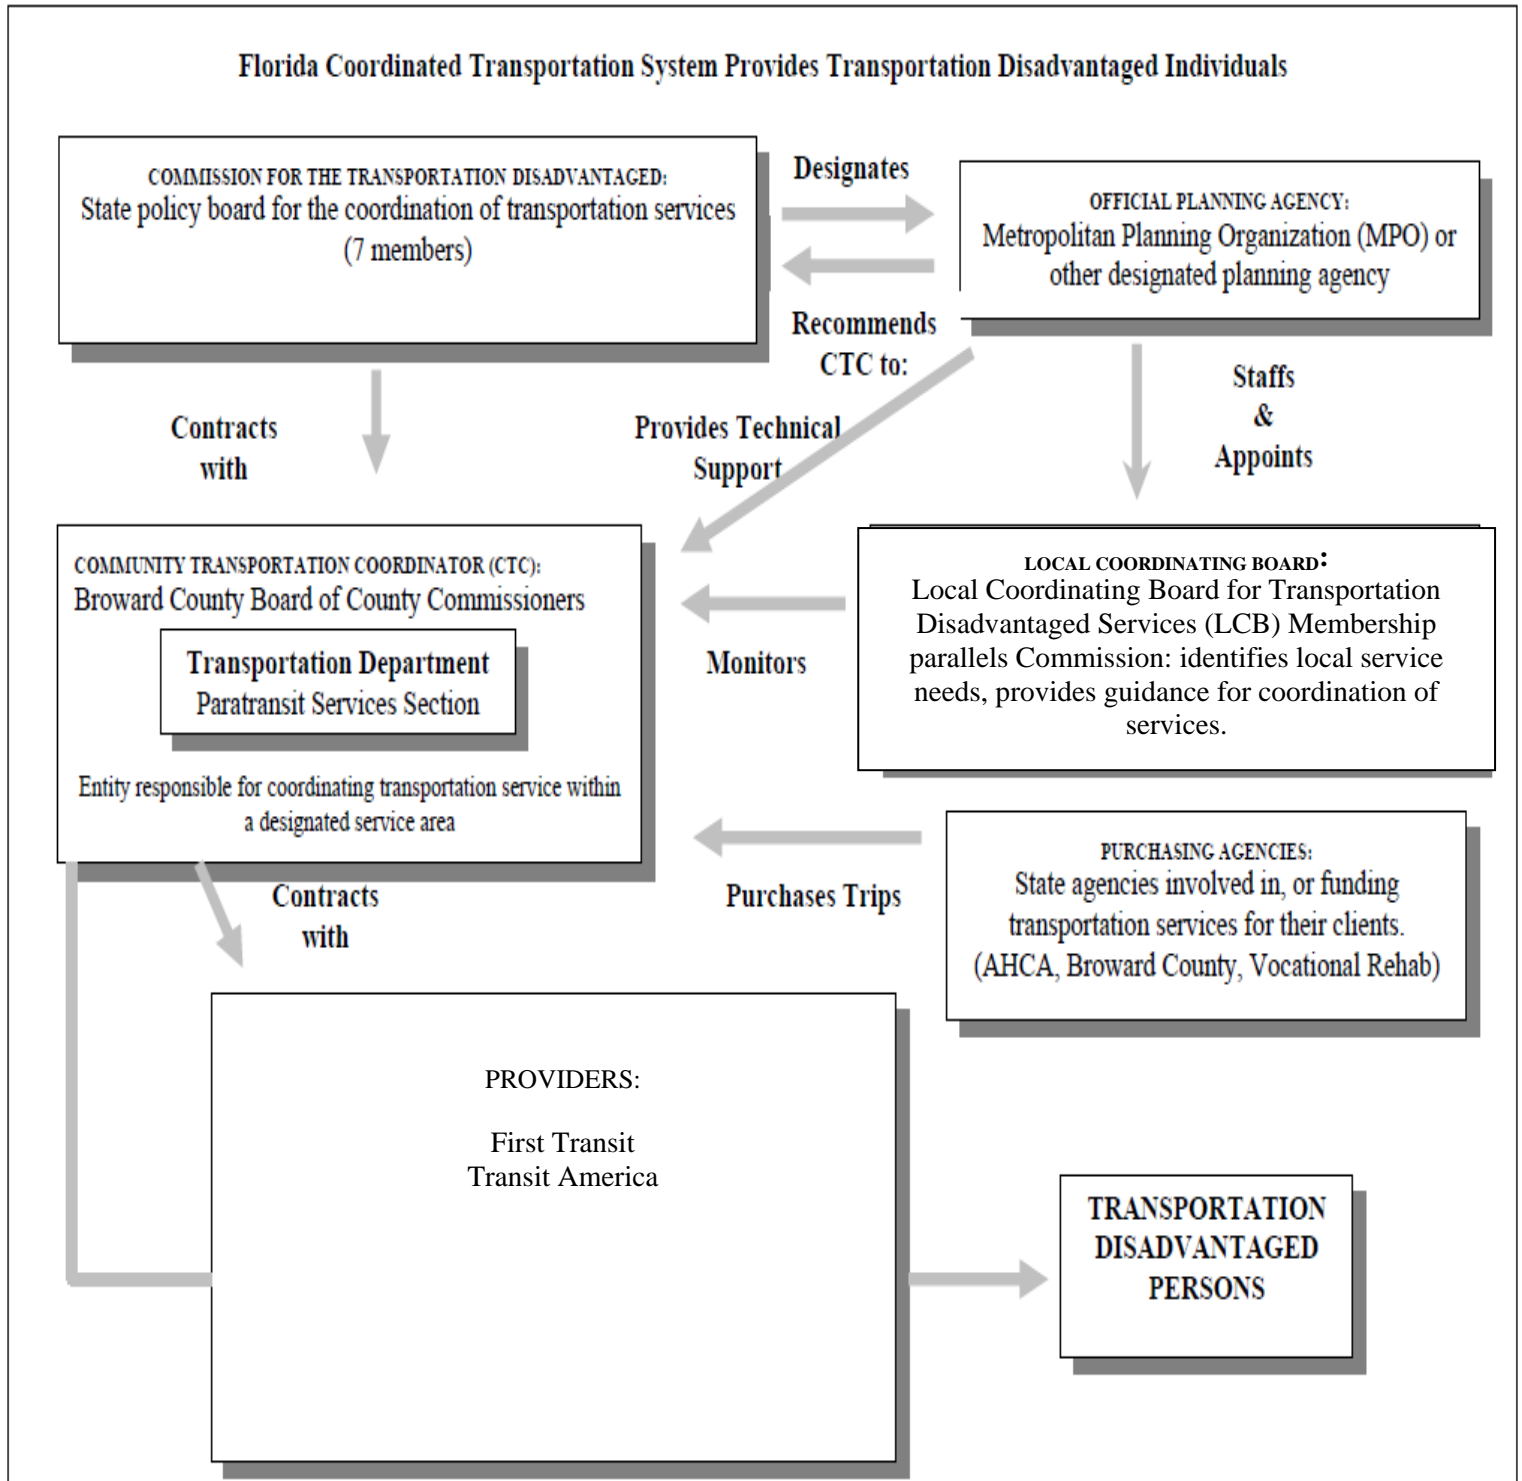 Florida Coordinated Transportation System Provides Transportation Disadvantaged Individuals
COMMISSION FOR THE TRANSPORTATION DISADVANTAGED:
State policy board for the coordination of transportation services
(7 members)
Designates
OFFICIAL PLANNING AGENCY:
Metropolitan Planning Organization (MPO) or
other designated planning agency
Recommends
CTC to:
Contracts
with
Provides Technical
Support
Staffs
&
Appoints
COMMUNITY TRANSPORTATION COORDINATOR (CTC):
Broward County Board of County Commissioners
Transportation Department
Paratransit Services Section
Entity responsible for coordinating transportation service within
a designated service area
Monitors
LOCAL COORDINATING BOARD:
Local Coordinating Board for Transportation
Disadvantaged Services (LCB) Membership
parallels Commission: identifies local service
needs, provides guidance for coordination of
services.
Contracts
with
Purchases Trips
PURCHASING AGENCIES:
State agencies involved in, or funding
transportation services for their clients.
(AHCA, Broward County, Vocational Rehab)
PROVIDERS:
First Transit
Transit America
TRANSPORTATION
DISADVANTAGED
PERSONS